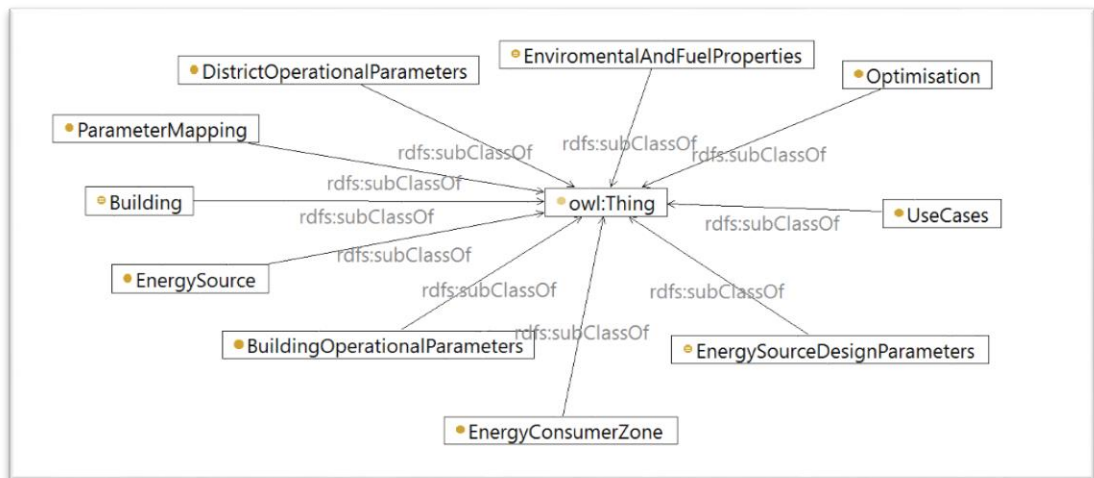 EnviromentalAndFuelProperties
DistrictOperationalParameters
Optimisation
ParameterMapping
rdfs:subClassOf
rdfs:subClassOf
rdfs:subClassOf
rdfs:subClassOf
Building
owl:Thing
rdfs:subClassOf
UseCases
rdfs:subClassOf
rdfs:subClassOf
EnergySource
rdfs:subClassOf
rdfs:subClassOf
rdfs:subClassOf
BuildingOperationalParameters
EnergySourceDesignParameters
EnergyConsumerZone